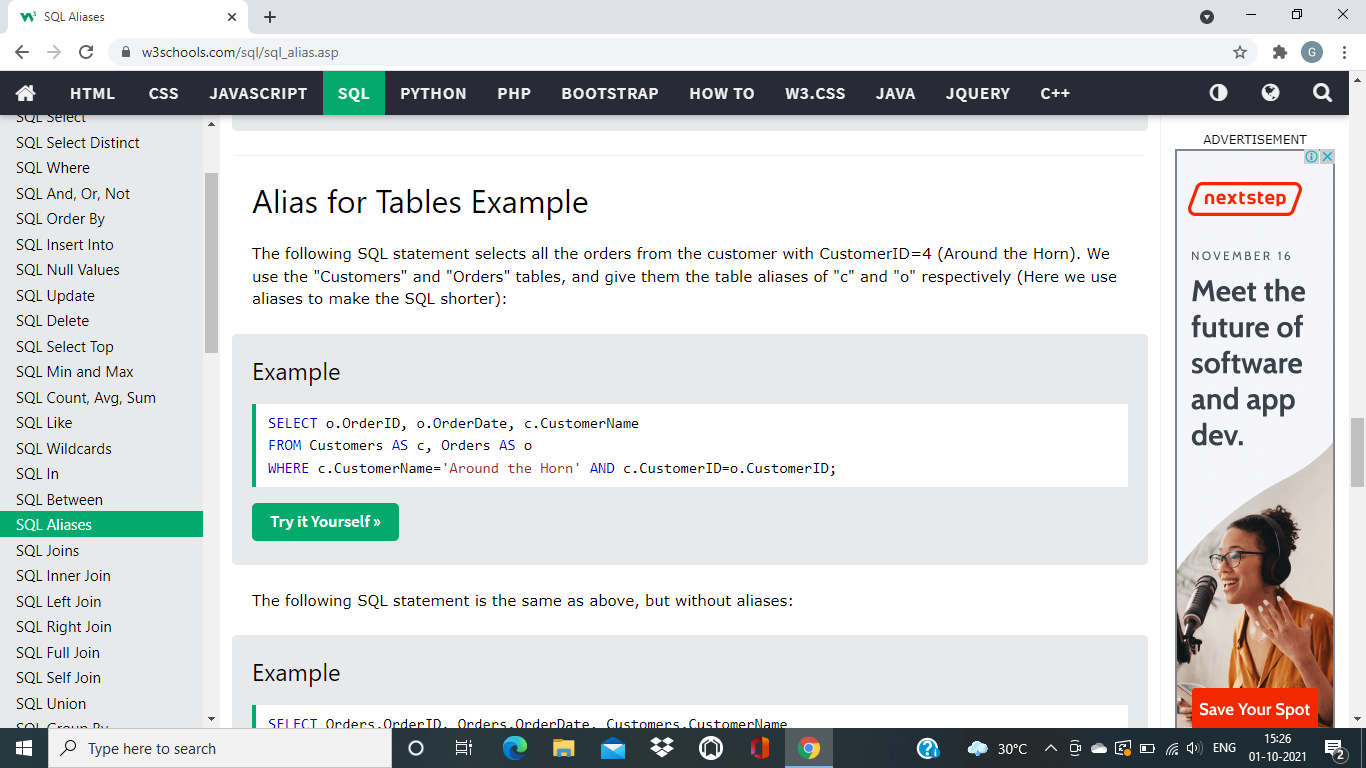 SQL Aliases
w3schools.com/sql/sql_alias.asp
G
HTML CSS JAVASCRIPT SQL PYTHON PHP BOOTSTRAP HOW TO W3.CSS JAVA JQUERY C++
SQL Select
SQL Select Distinct
SQL Where
SQL And, Or, Not
SQL Order By
SQL Insert Into
SQL Null Values
SQL Update
SQL Delete
SQL Select Top
SQL Min and Max
SQL Count, Avg, Sum
SQL Like
SQL Wildcards
SQL In
SQL Between
SQL Aliases
SQL Joins
SQL Inner Join
SQL Left Join
SQL Right Join
SQL Full Join
SQL Self Join
SQL Union
SQL Group By
Alias for Tables Example
The following SQL statement selects all the orders from the customer with CustomerID=4 (Around the Horn). We
use the "Customers" and "Orders" tables, and give them the table aliases of "c" and "o" respectively (Here we use
aliases to make the SQL shorter):
Example
SELECT o.OrderID, o.OrderDate, c.CustomerName
FROM Customers AS c, Orders AS o
WHERE c.CustomerName='Around the Horn' AND c.CustomerID=o.CustomerID;
Try it Yourself »
The following SQL statement is the same as above, but without aliases:
Example
SELECT Orders.OrderID, Orders.OrderDate, Customers.CustomerName
ADVERTISEMENT
nextstep
NOVEMBER 16
Meet the
future of
software
and app
dev.
Save Your Spot
Type here to search
30°C
ENG
15:26
01-10-2021
2